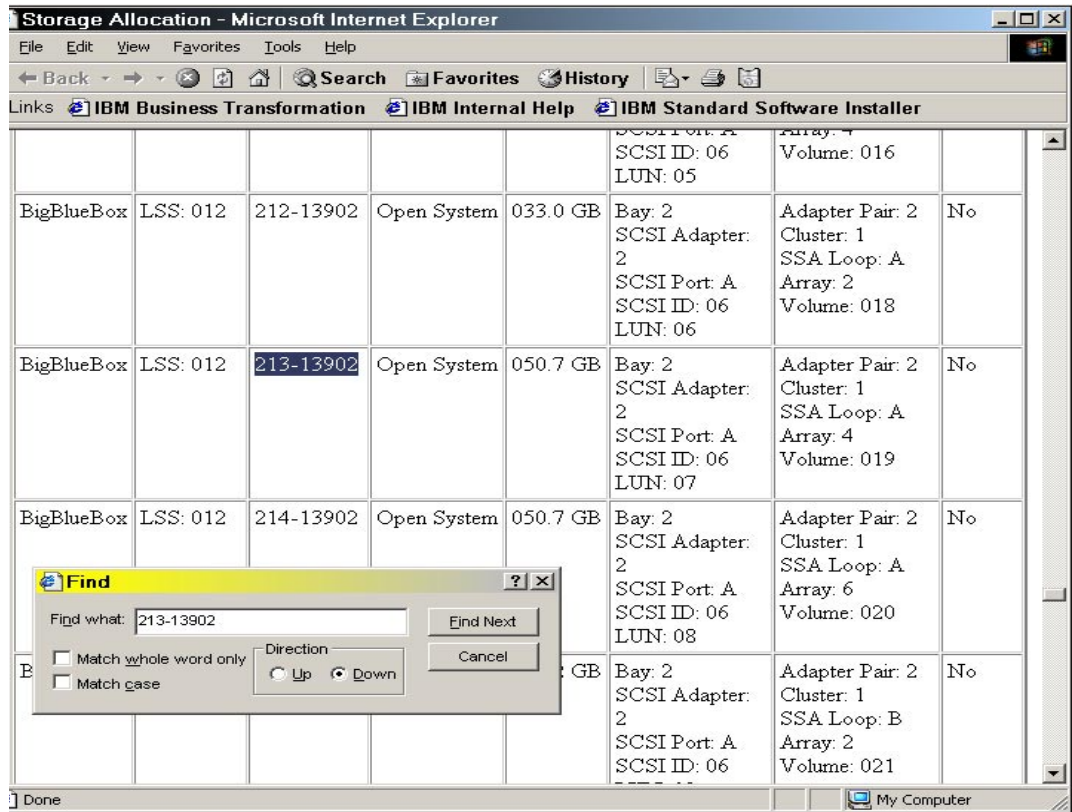 Storage Allocation - Microsoft Internet Explorer
File Edit View Favorites Tools Help
Back Search Favorites History
Links IBM Business Transformation IBM Internal Help IBM Standard Software Installer
SCSI Port: A
SCSI ID: 06
LUN: 05
Array: 4
Volume: 016
BigBlueBox LSS: 012 212-13902 Open System 033.0 GB
Bay: 2
SCSI Adapter:
2
SCSI Port: A
SCSI ID: 06
LUN: 06
Adapter Pair: 2
Cluster: 1
SSA Loop: A
Array: 2
Volume: 018
No
BigBlueBox LSS: 012 213-13902 Open System 050.7 GB
Bay: 2
SCSI Adapter:
2
SCSI Port: A
SCSI ID: 06
LUN: 07
Adapter Pair: 2
Cluster: 1
SSA Loop: A
Array: 4
Volume: 019
No
BigBlueBox LSS: 012 214-13902 Open System 050.7 GB
Bay: 2
SCSI Adapter:
2
SCSI Port: A
SCSI ID: 06
LUN: 08
Adapter Pair: 2
Cluster: 1
SSA Loop: A
Array: 6
Volume: 020
No
Find
Find what: 213-13902
Find Next
Match whole word only
Match case
Direction
Up Down
Cancel
B
GB
Bay: 2
SCSI Adapter:
2
SCSI Port: A
SCSI ID: 06
Adapter Pair: 2
Cluster: 1
SSA Loop: B
Array: 2
Volume: 021
No
Done
My Computer